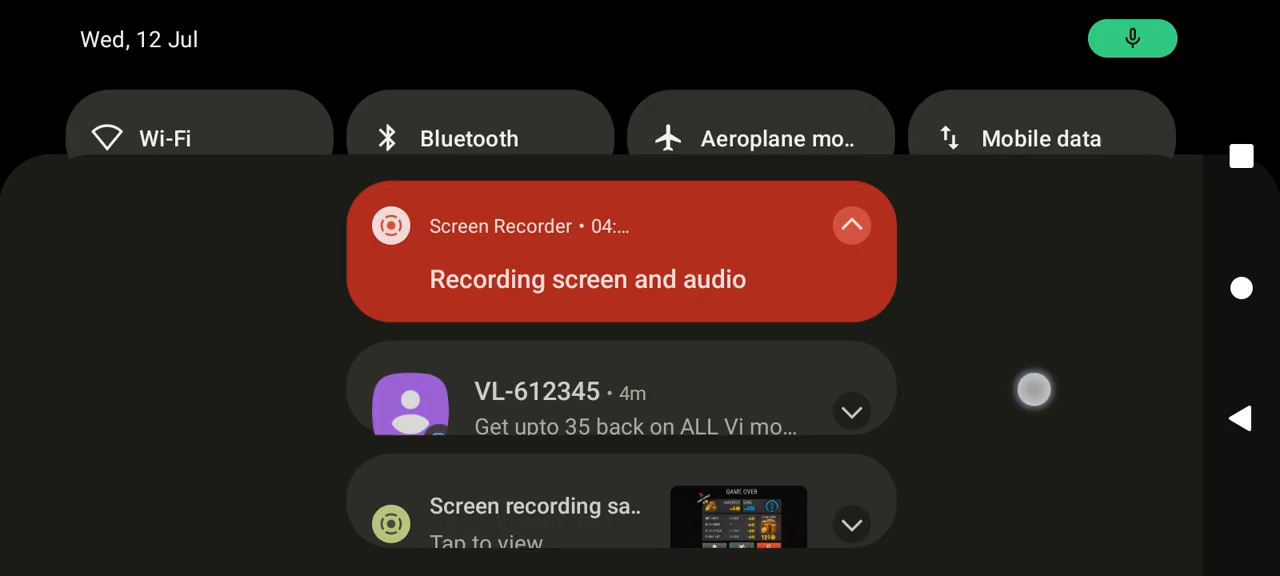 Wed, 12 Jul
Wi-Fi
Bluetooth
Aeroplane mo..
Mobile data
Screen Recorder • 04:...
Recording screen and audio
VL-612345 • 4m
Get upto 35 back on ALL Vi mo...
Screen recording sa..
Tap to view
GAME OVER